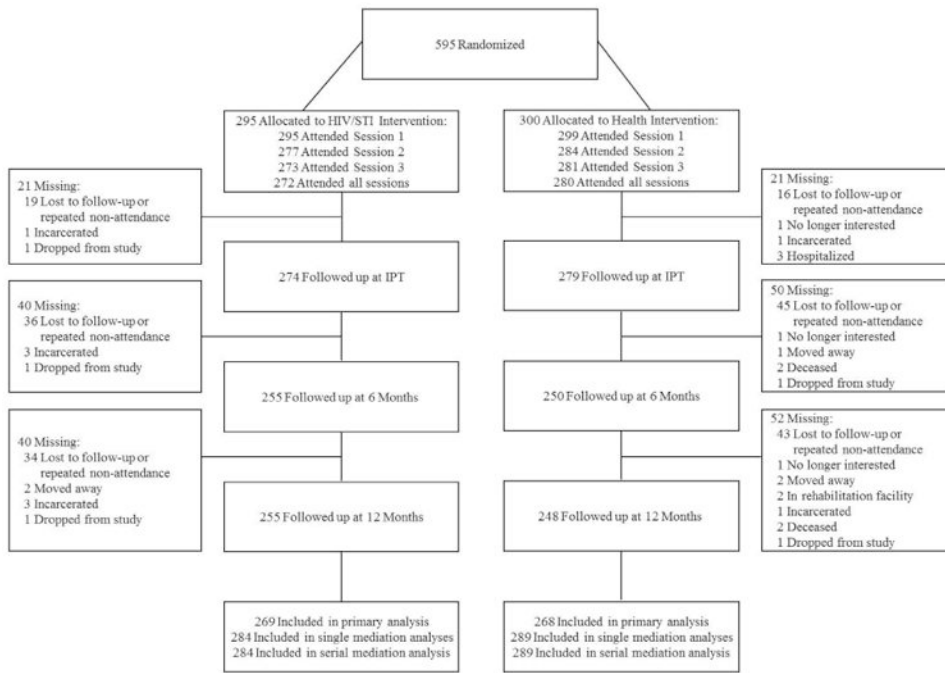 595 Randomized
295 Allocated to HIV/STI Intervention:
295 Attended Session 1
277 Attended Session 2
273 Attended Session 3
272 Attended all sessions
300 Allocated to Health Intervention:
299 Attended Session 1
284 Attended Session 2
281 Attended Session 3
280 Attended all sessions
21 Missing:
19 Lost to follow-up or
repeated non-attendance
1 Incarcerated
1 Dropped from study
21 Missing:
16 Lost to follow-up or
repeated non-attendance
1 No longer interested
1 Incarcerated
3 Hospitalized
274 Followed up at IPT
279 Followed up at IPT
40 Missing:
36 Lost to follow-up or
repeated non-attendance
3 Incarcerated
1 Dropped from study
50 Missing:
45 Lost to follow-up or
repeated non-attendance
1 No longer interested
1 Moved away
2 Deceased
1 Dropped from study
255 Followed up at 6 Months
250 Followed up at 6 Months
40 Missing:
34 Lost to follow-up or
repeated non-attendance
2 Moved away
3 Incarcerated
1 Dropped from study
52 Missing:
43 Lost to follow-up or
repeated non-attendance
1 No longer interested
2 Moved away
2 In rehabilitation facility
1 Incarcerated
2 Deceased
1 Dropped from study
255 Followed up at 12 Months
248 Followed up at 12 Months
269 Included in primary analysis
284 Included in single mediation analyses
284 Included in serial mediation analysis
268 Included in primary analysis
289 Included in single mediation analyses
289 Included in serial mediation analysis